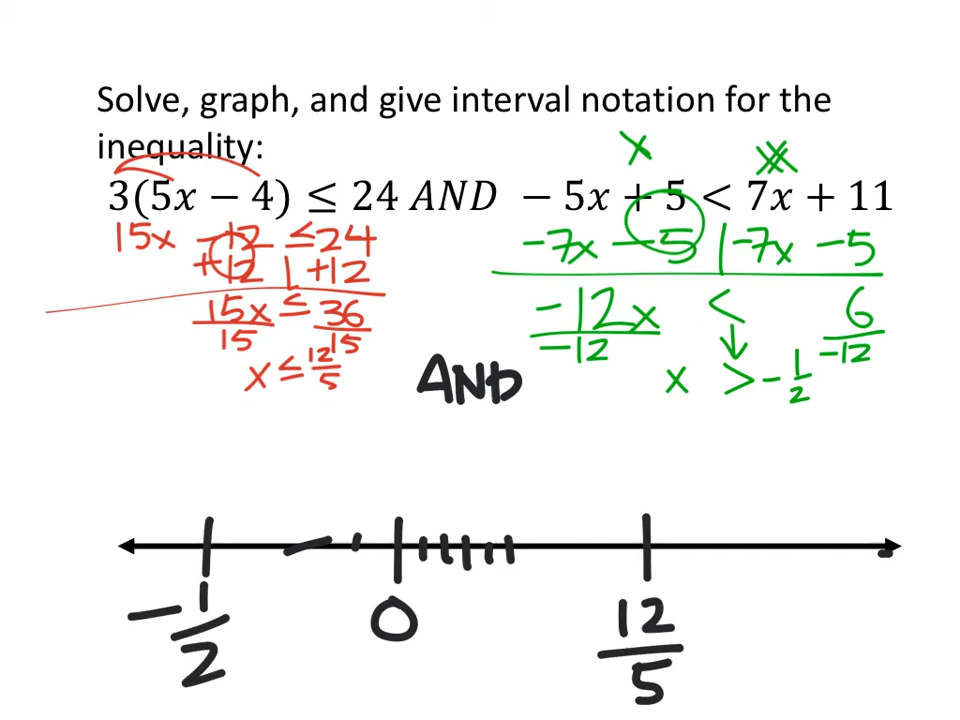 Solve, graph, and give interval notation for the
inequality:
x xx
3(5x − 4) ≤ 24 AND − 5x + 5 < 7x + 11
15x − 12 ≤ 24
+12 | +12
-7x − 5 | -7x − 5
15x ≤ 36
15 15
x ≤ 12/5
-12x < 6
-12 -12
AND
x > -1/2
-1/2 0 12/5